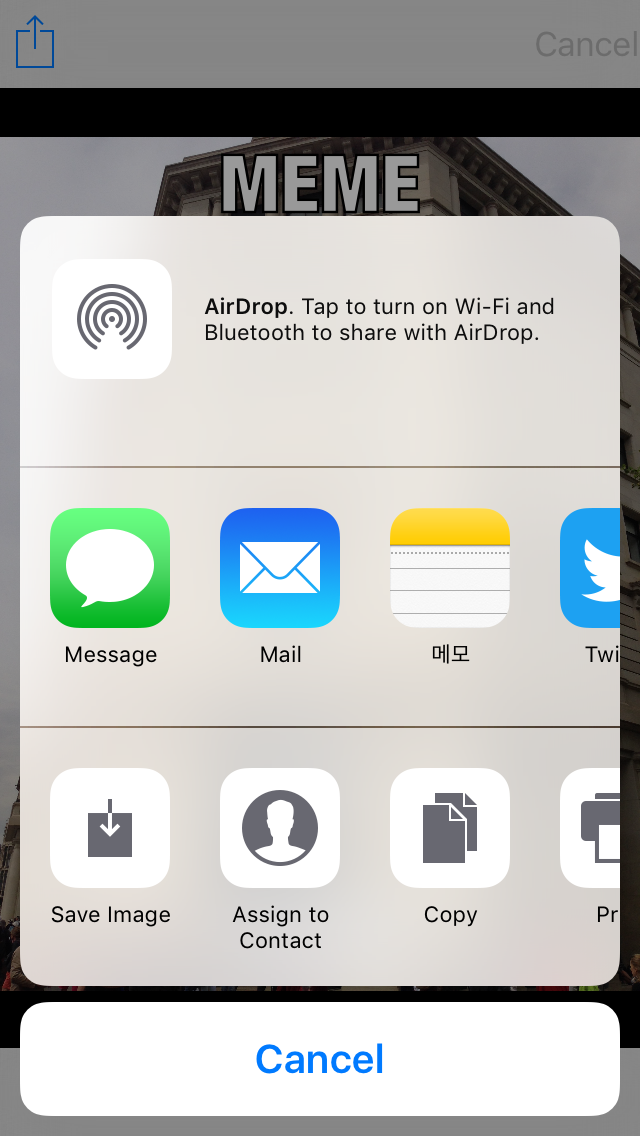 Cancel
MEME
AirDrop. Tap to turn on Wi-Fi and
Bluetooth to share with AirDrop.
Message
Mail
메모
Twi
Save Image
Assign to
Contact
Copy
Pr
Cancel